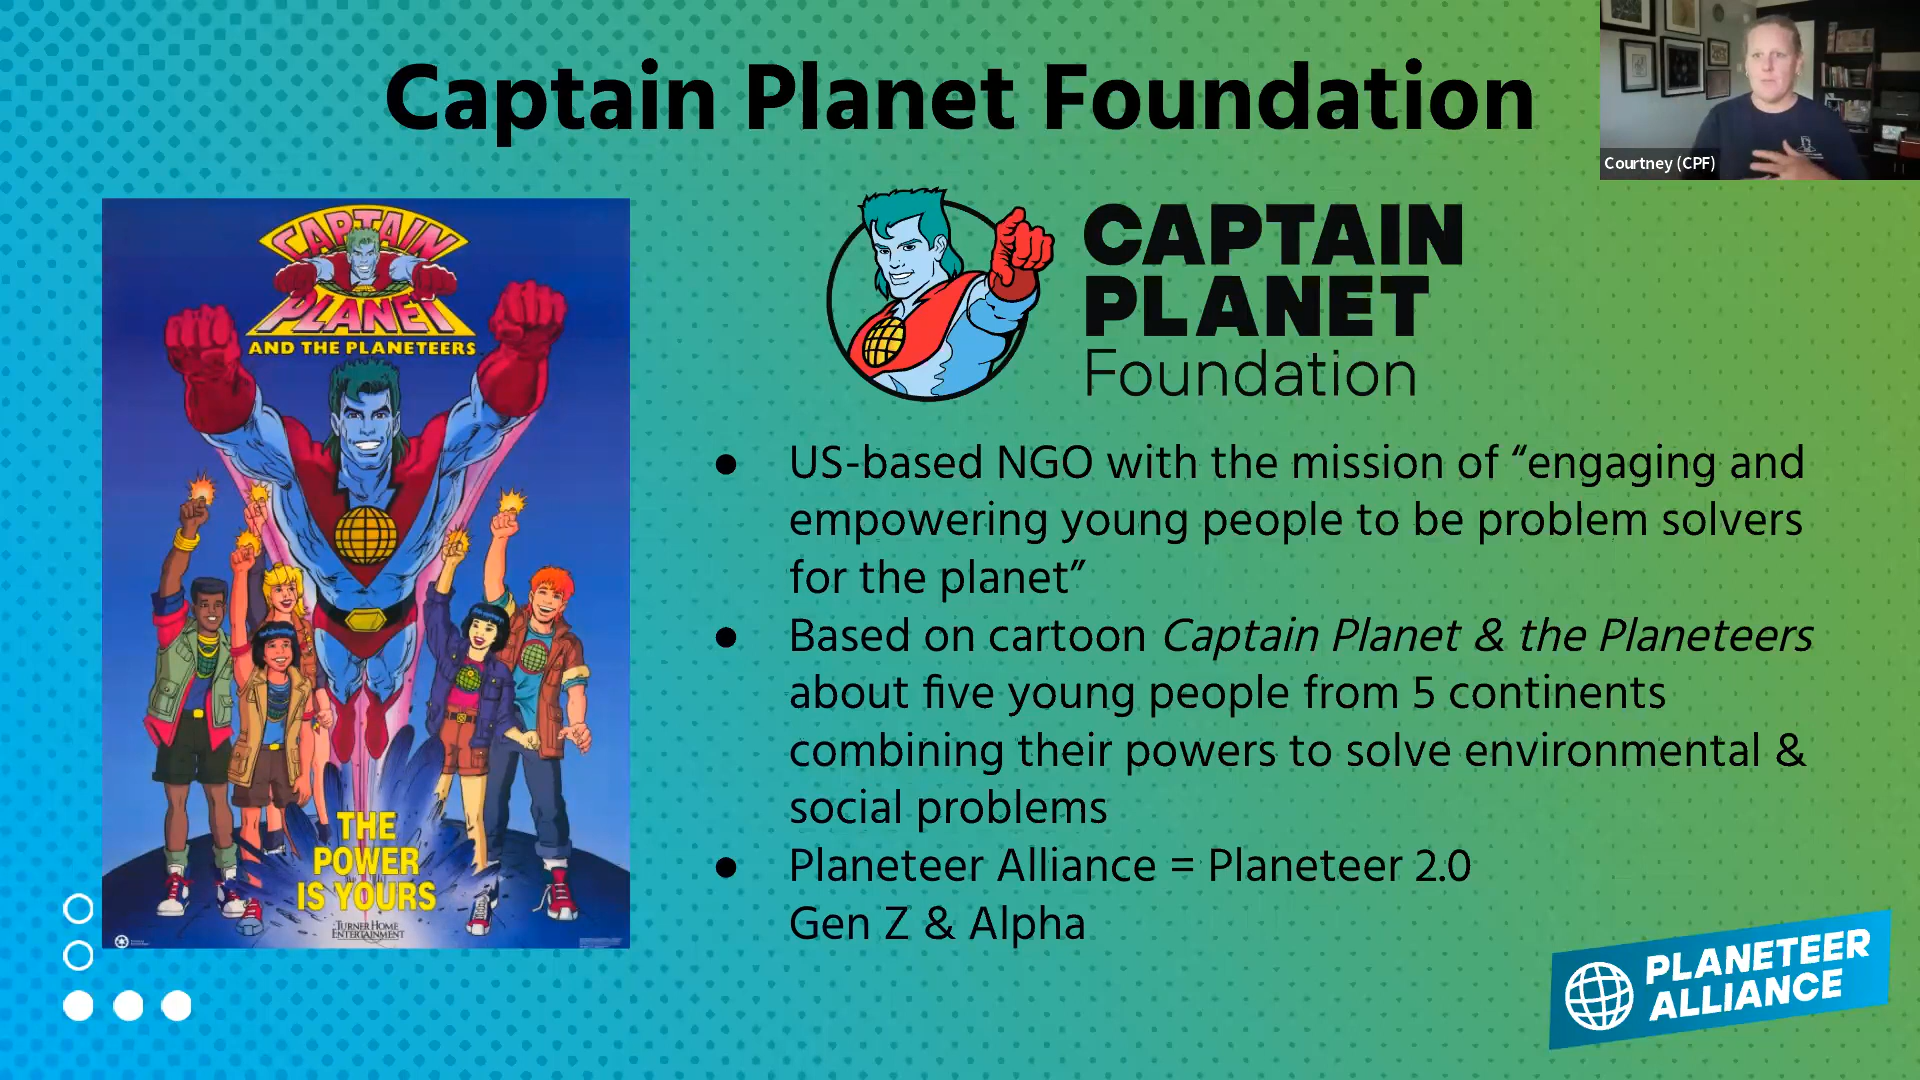 Captain Planet Foundation
Courtney (CPF)
CAPTAIN
PLANET
AND THE PLANETEERS
THE
POWER
IS YOURS
TURNER HOME
ENTERTAINMENT
CAPTAIN
PLANET
Foundation
● US-based NGO with the mission of “engaging and
empowering young people to be problem solvers
for the planet”
● Based on cartoon Captain Planet & the Planeteers
about five young people from 5 continents
combining their powers to solve environmental &
social problems
● Planeteer Alliance = Planeteer 2.0
Gen Z & Alpha
PLANETEER
ALLIANCE